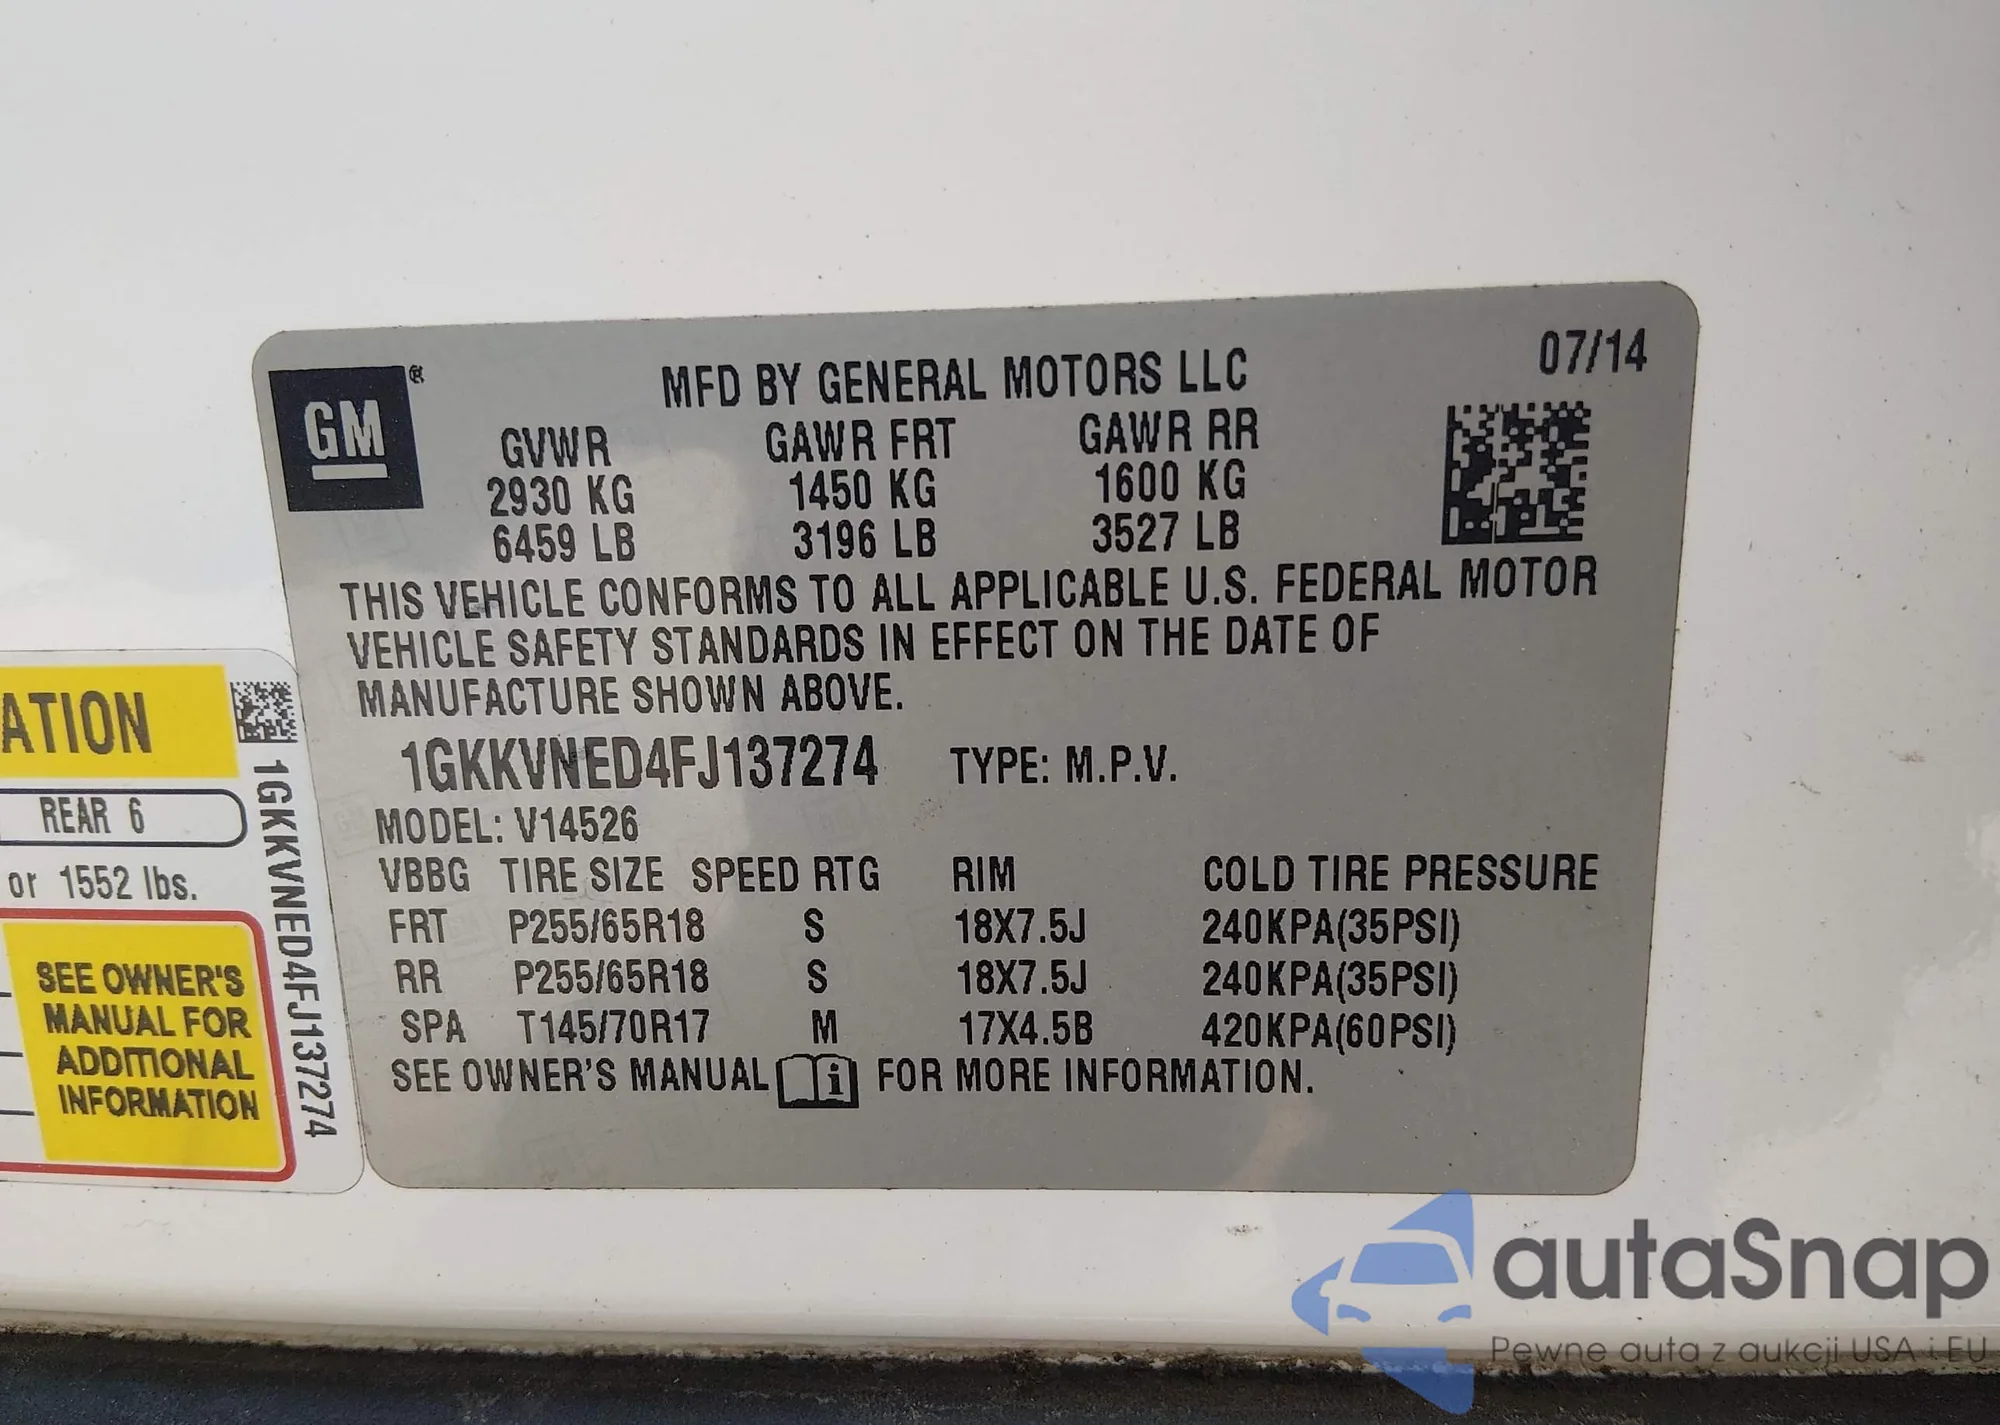 07/14
GM
®
MFD BY GENERAL MOTORS LLC
GVWR GAWR FRT GAWR RR
2930 KG 1450 KG 1600 KG
6459 LB 3196 LB 3527 LB
THIS VEHICLE CONFORMS TO ALL APPLICABLE U.S. FEDERAL MOTOR
VEHICLE SAFETY STANDARDS IN EFFECT ON THE DATE OF
MANUFACTURE SHOWN ABOVE.
1GKKVNED4FJ137274 TYPE: M.P.V.
MODEL: V14526
VBBG TIRE SIZE SPEED RTG RIM COLD TIRE PRESSURE
FRT P255/65R18 S 18X7.5J 240KPA(35PSI)
RR P255/65R18 S 18X7.5J 240KPA(35PSI)
SPA T145/70R17 M 17X4.5B 420KPA(60PSI)
SEE OWNER'S MANUAL i FOR MORE INFORMATION.
ATION
REAR 6
or 1552 lbs.
SEE OWNER'S
MANUAL FOR
ADDITIONAL
INFORMATION
1GKKVNED4FJ137274
autaSnap
Pewne auta z aukcji USA i EU